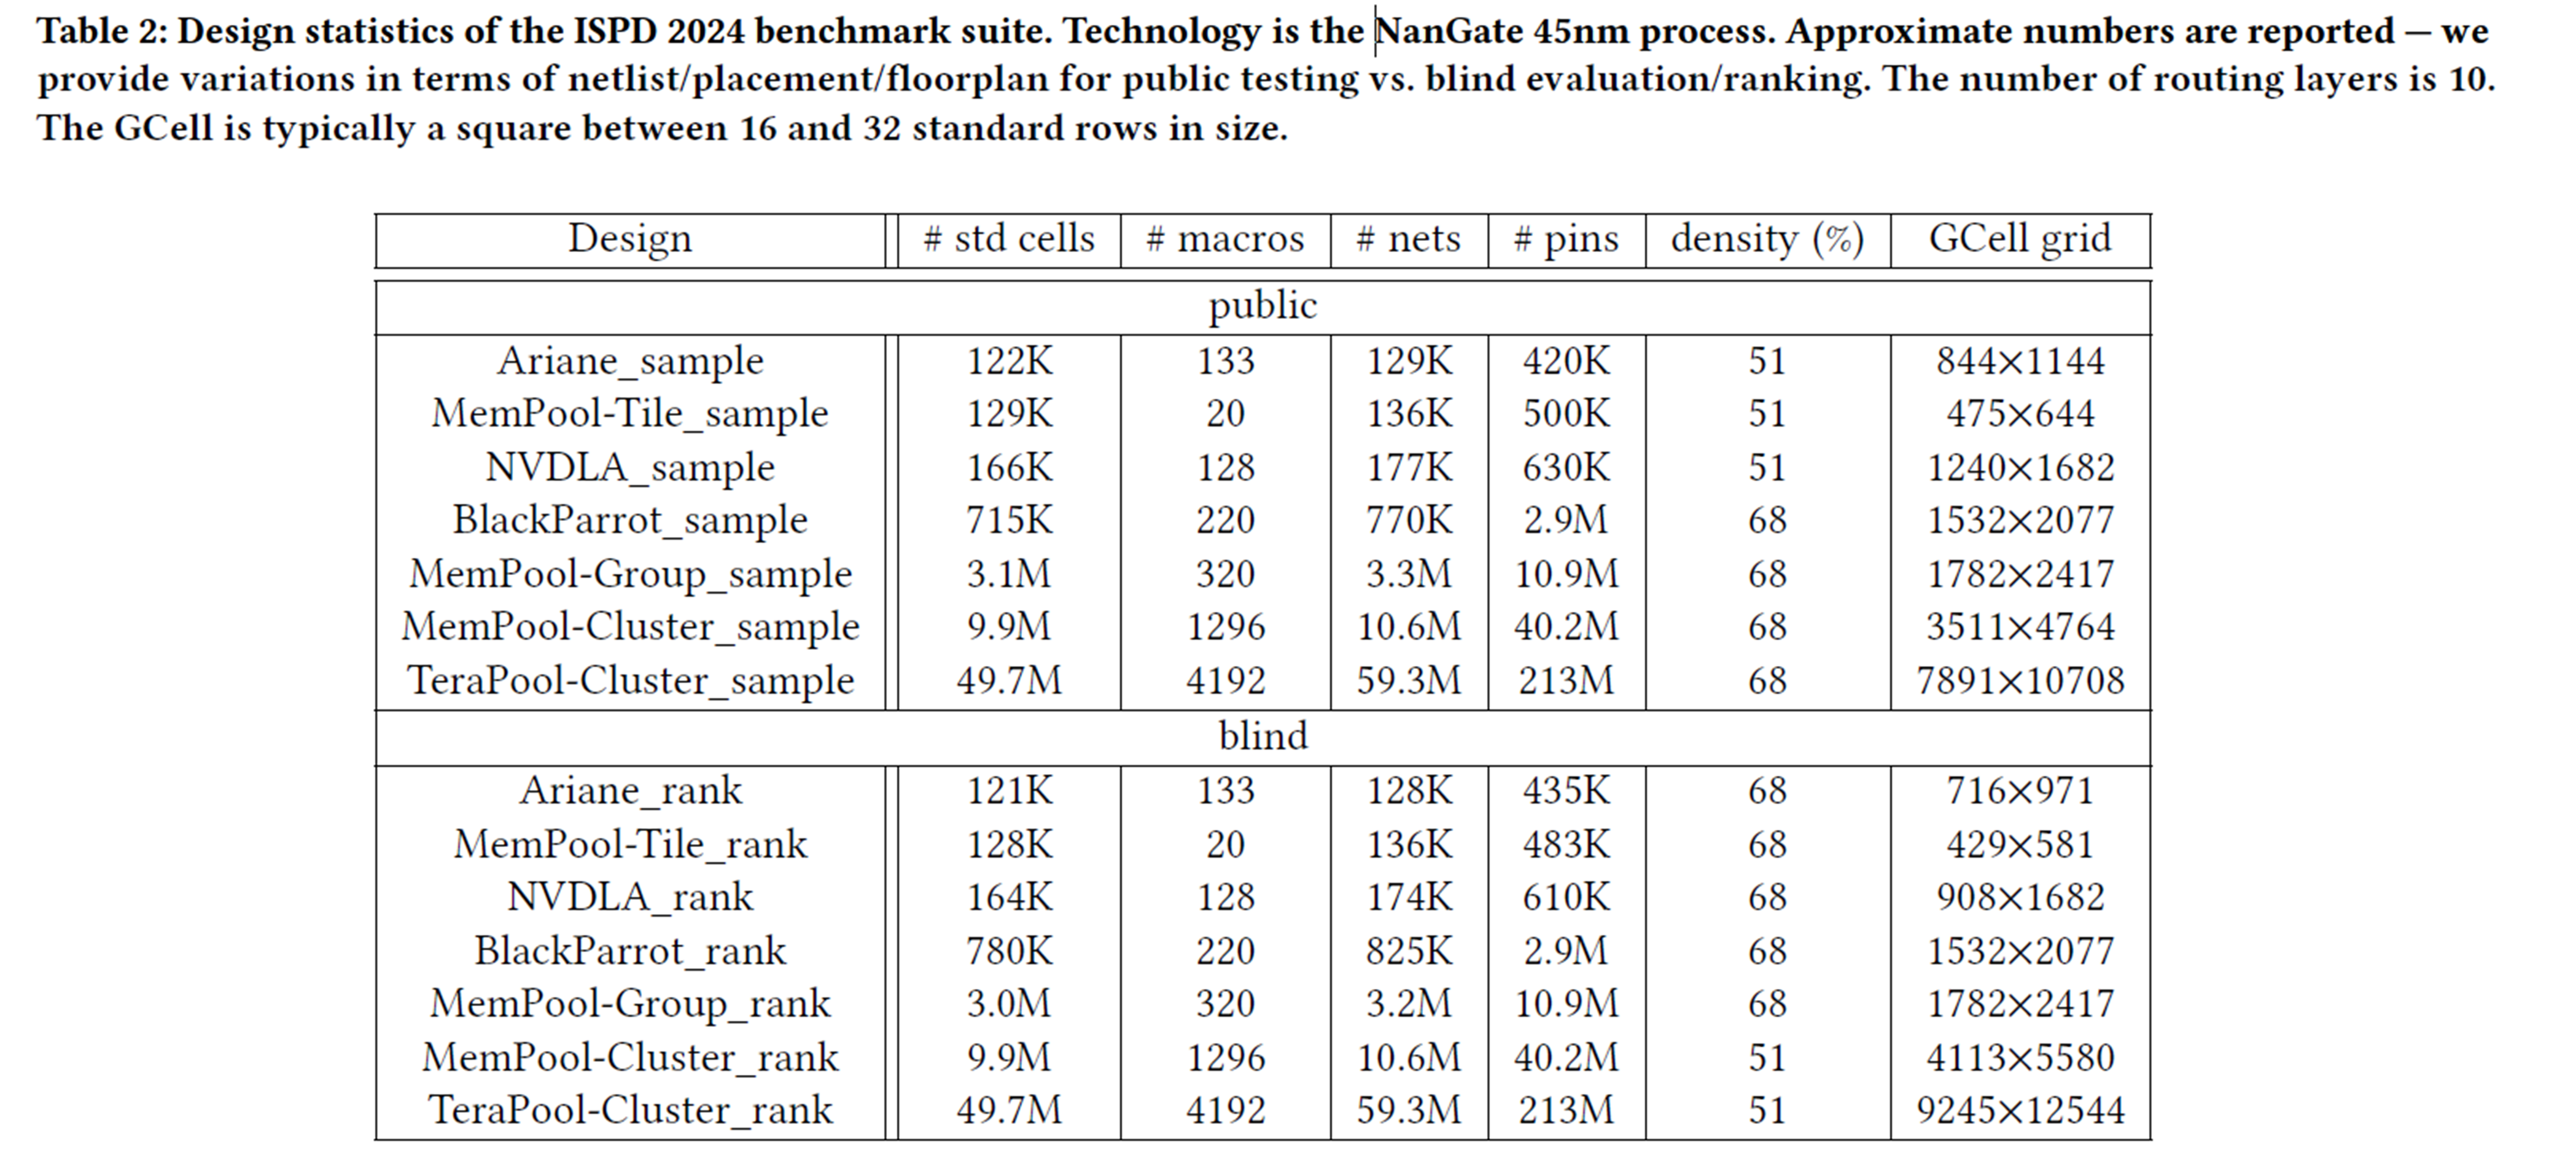 Table 2: Design statistics of the ISPD 2024 benchmark suite. Technology is the NanGate 45nm process. Approximate numbers are reported — we
provide variations in terms of netlist/placement/floorplan for public testing vs. blind evaluation/ranking. The number of routing layers is 10.
The GCell is typically a square between 16 and 32 standard rows in size.
Design # std cells # macros # nets # pins density (%) GCell grid
public
Ariane_sample 122K 133 129K 420K 51 844×1144
MemPool-Tile_sample 129K 20 136K 500K 51 475×644
NVDLA_sample 166K 128 177K 630K 51 1240×1682
BlackParrot_sample 715K 220 770K 2.9M 68 1532×2077
MemPool-Group_sample 3.1M 320 3.3M 10.9M 68 1782×2417
MemPool-Cluster_sample 9.9M 1296 10.6M 40.2M 68 3511×4764
TeraPool-Cluster_sample 49.7M 4192 59.3M 213M 68 7891×10708
blind
Ariane_rank 121K 133 128K 435K 68 716×971
MemPool-Tile_rank 128K 20 136K 483K 68 429×581
NVDLA_rank 164K 128 174K 610K 68 908×1682
BlackParrot_rank 780K 220 825K 2.9M 68 1532×2077
MemPool-Group_rank 3.0M 320 3.2M 10.9M 68 1782×2417
MemPool-Cluster_rank 9.9M 1296 10.6M 40.2M 51 4113×5580
TeraPool-Cluster_rank 49.7M 4192 59.3M 213M 51 9245×12544